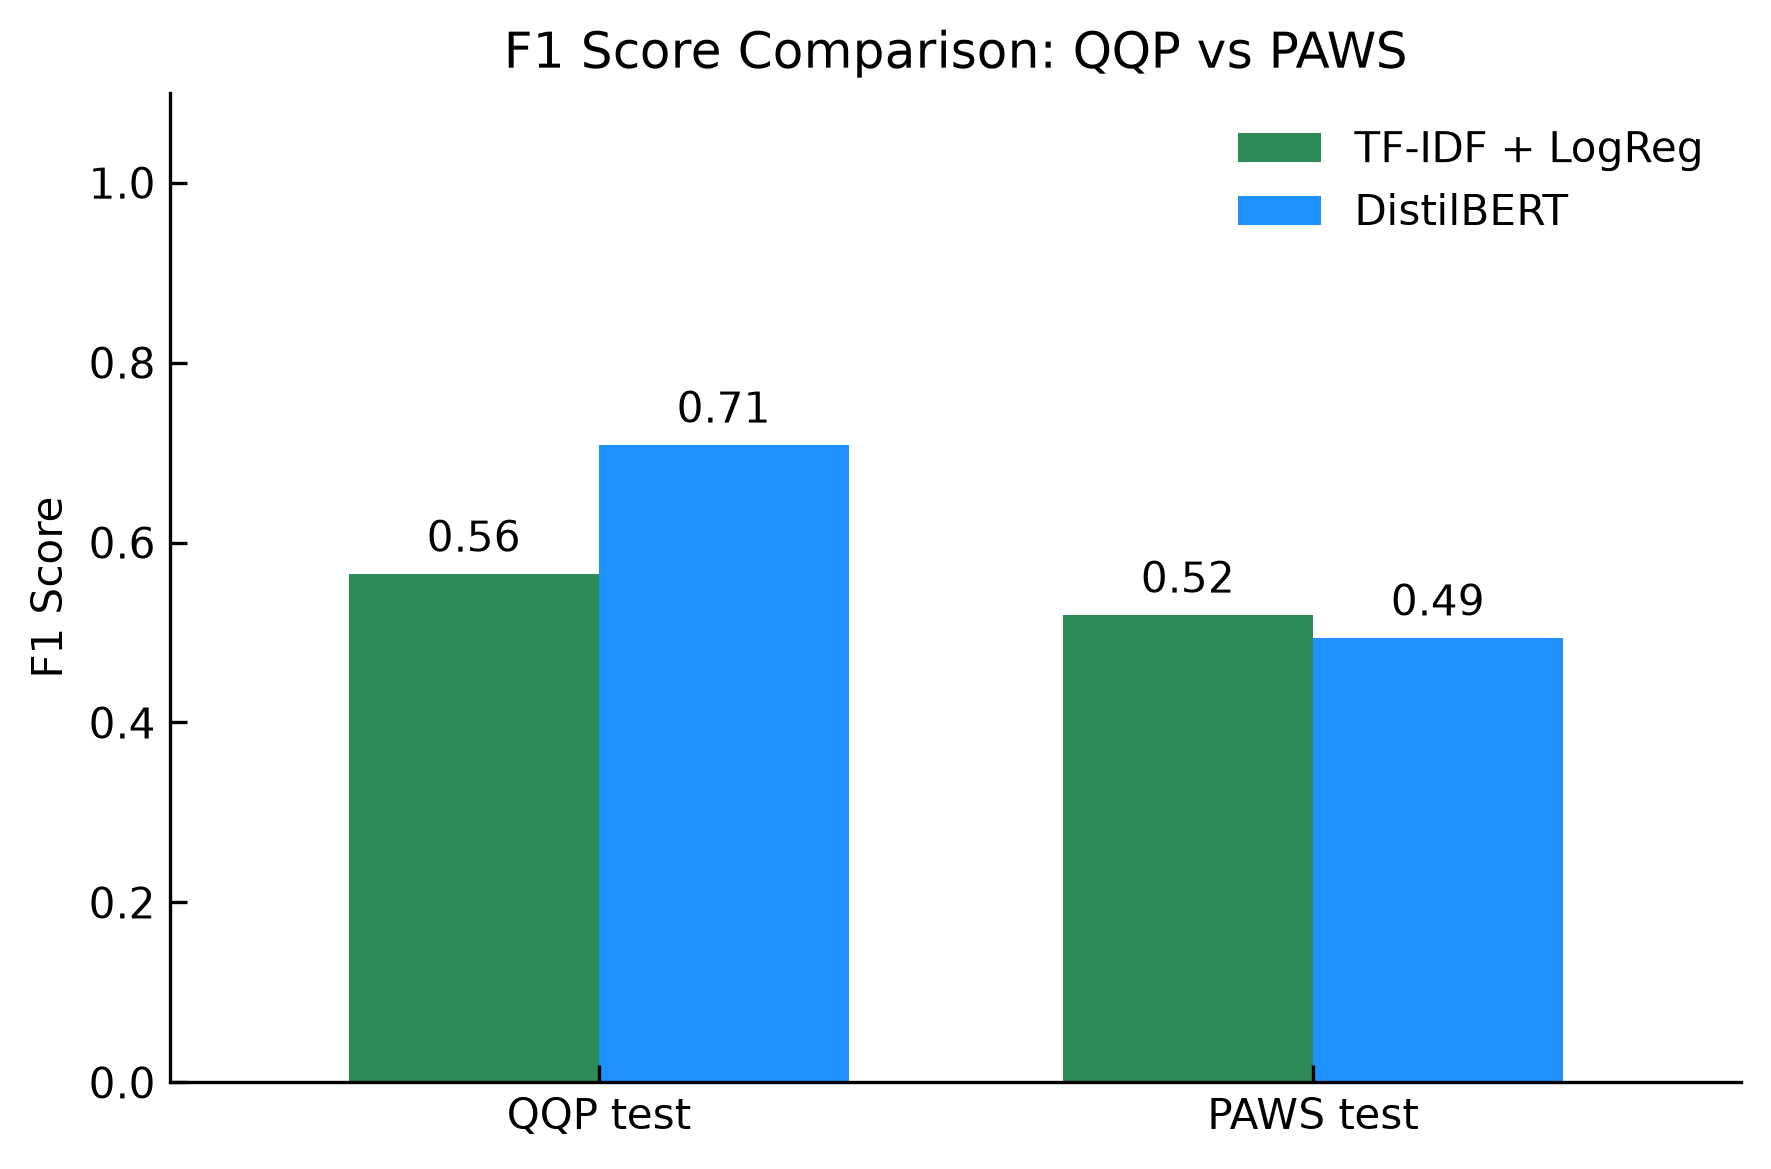 F1 Score Comparison: QQP vs PAWS
TF-IDF + LogReg
DistilBERT
F1 Score
1.0
0.8
0.6
0.4
0.2
0.0
0.56
0.71
0.52
0.49
QQP test
PAWS test